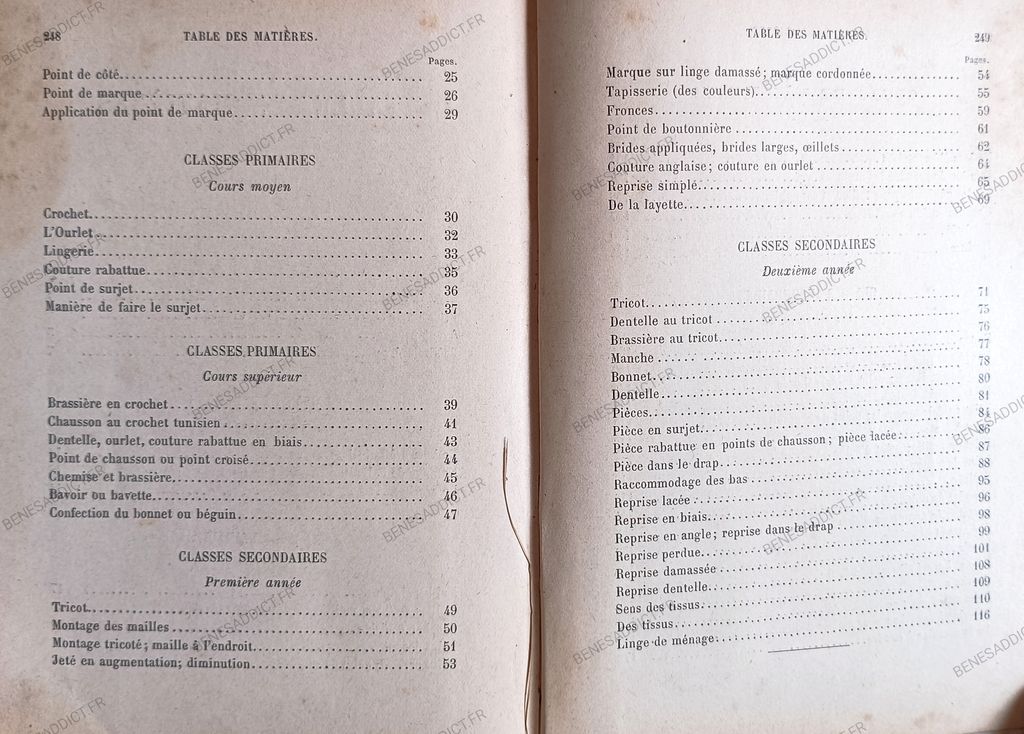 248 TABLE DES MATIÈRES.
Pages.
Point de côté........ 25
Point de marque ........ 26
Application du point de marque........ 29
CLASSES PRIMAIRES
Cours moyen
Crochet........ 30
L'Ourlet ........ 32
Lingerie........ 33
Couture rabattue........ 35
Point de surjet........ 36
Manière de faire le surjet........ 37
CLASSES PRIMAIRES
Cours supérieur
Brassière en crochet........ 39
Chausson au crochet tunisien ........ 41
Dentelle, ourlet, couture rabattue en biais........ 43
Point de chausson ou point croisé........ 44
Chemise et brassière........ 45
Bavoir ou bavette........ 46
Confection du bonnet ou béguin........ 47
CLASSES SECONDAIRES
Première année
Tricot........ 49
Montage des mailles ........ 50
Montage tricoté; maille à l'endroit........ 51
Jeté en augmentation; diminution........ 53
TABLE DES MATIÈRES. 249
Pages.
Marque sur linge damassé; marque cordonnée........ 54
Tapisserie (des couleurs)........ 55
Fronces........ 59
Point de boutonnière ........ 61
Brides appliquées, brides larges, œillets........ 62
Couture anglaise; couture en ourlet ........ 64
Reprise simple........ 65
De la layette........ 69
CLASSES SECONDAIRES
Deuxième année
Tricot........ 71
Dentelle au tricot ........ 75
Brassière au tricot........ 76
Manche ........ 77
Bonnet........ 78
Dentelle........ 80
Pièces........ 81
Pièce en surjet........ 84
Pièce rabattue en points de chausson; pièce lacée........ 86
Pièce dans le drap........ 87
Raccommodage des bas ........ 88
Reprise lacée ........ 95
Reprise en biais........ 96
Reprise en angle; reprise dans le drap ........ 98
Reprise perdue........ 99
Reprise damassée ........ 101
Reprise dentelle........ 108
Sens des tissus........ 109
Des tissus........ 110
Linge de ménage........ 116
BENESADDICT.FR